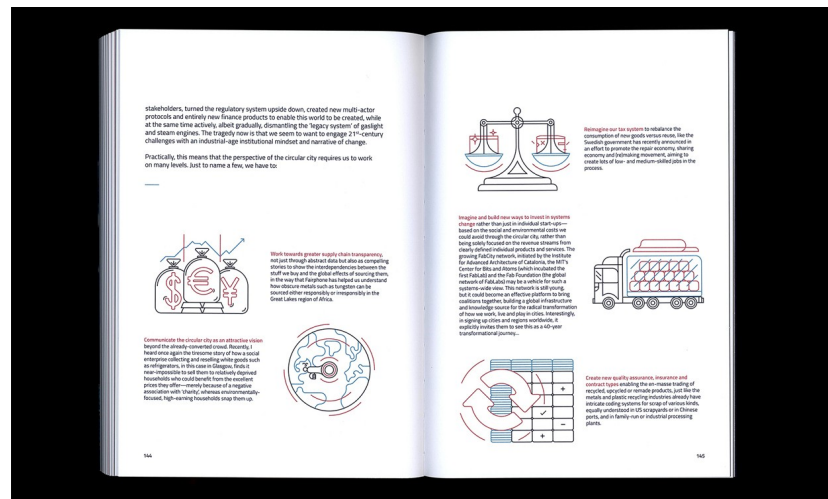 stakeholders, turned the regulatory system upside down, created new multi-actor
protocols and entirely new finance products to enable this world to be created, while
at the same time actively, albeit gradually, dismantling the 'legacy system' of gaslight
and steam engines. The tragedy now is that we seem to want to engage 21st-century
challenges with an industrial-age institutional mindset and narrative of change.
Practically, this means that the perspective of the circular city requires us to work
on many levels. Just to name a few, we have to:
$ € ¥
Work towards greater supply chain transparency,
not just through abstract data but also as compelling
stories to show the interdependencies between the
stuff we buy and the global effects of sourcing them,
in the way that Fairphone has helped us understand
how obscure metals such as tungsten can be
sourced either responsibly or irresponsibly in the
Great Lakes region of Africa.
Communicate the circular city as an attractive vision
beyond the already-converted crowd. Recently, I
heard once again the tiresome story of how a social
enterprise collecting and reselling white goods such
as refrigerators, in this case in Glasgow, finds it
near-impossible to sell them to relatively deprived
households who could benefit from the excellent
prices they offer—merely because of a negative
association with 'charity', whereas environmentally-
focused, high-earning households snap them up.
144
Reimagine our tax system to rebalance the
consumption of new goods versus reuse, like the
Swedish government has recently announced in
an effort to promote the repair economy, sharing
economy and (re)making movement, aiming to
create lots of low- and medium-skilled jobs in the
process.
Imagine and build new ways to invest in systems
change rather than just in individual start-ups—
based on the social and environmental costs we
could avoid through the circular city, rather than
being solely focused on the revenue streams from
clearly defined individual products and services. The
growing FabCity network, initiated by the Institute
for Advanced Architecture of Catalonia, the MIT's
Center for Bits and Atoms (which incubated the
first FabLab) and the Fab Foundation (the global
network of FabLabs) may be a vehicle for such a
systems-wide view. This network is still young,
but it could become an effective platform to bring
coalitions together, building a global infrastructure
and knowledge source for the radical transformation
of how we work, live and play in cities. Interestingly,
in signing up cities and regions worldwide, it
explicitly invites them to see this as a 40-year
transformational journey...
Create new quality assurance, insurance and
contract types enabling the en-masse trading of
recycled, upcycled or remade products, just like the
metals and plastic recycling industries already have
intricate coding systems for scrap of various kinds,
equally understood in US scrapyards or in Chinese
ports, and in family-run or industrial processing
plants.
145